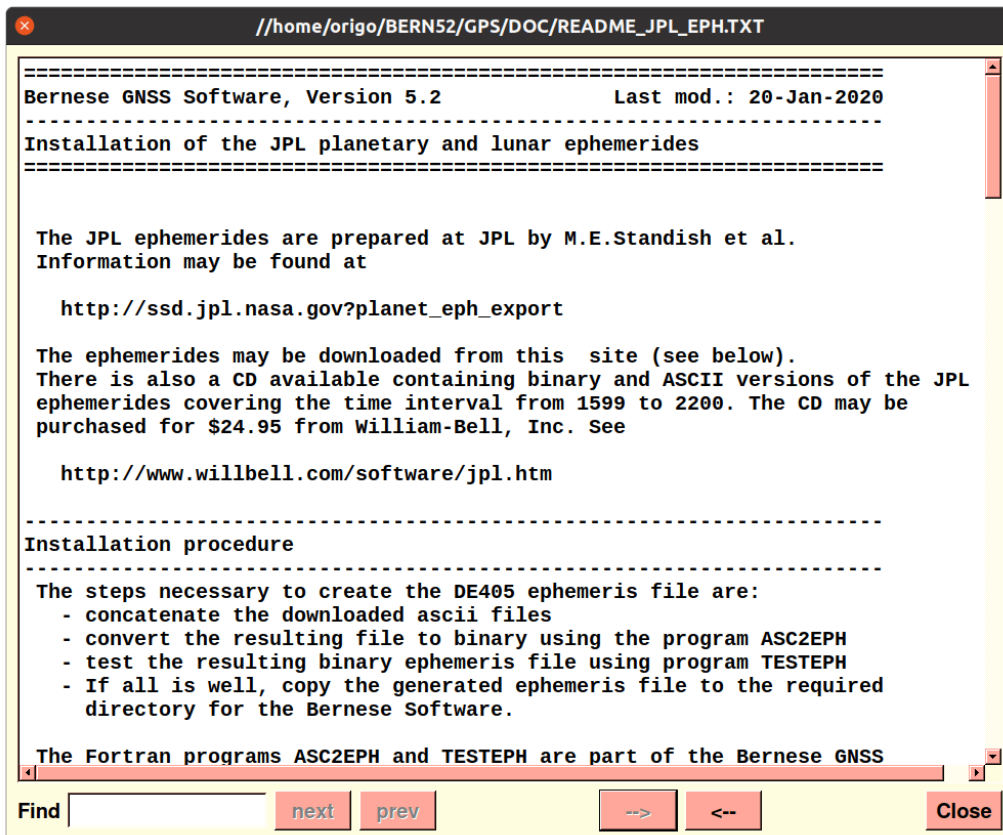 //home/origo/BERN52/GPS/DOC/README_JPL_EPH.TXT
======================================================================
Bernese GNSS Software, Version 5.2              Last mod.: 20-Jan-2020
----------------------------------------------------------------------
Installation of the JPL planetary and lunar ephemerides
======================================================================
The JPL ephemerides are prepared at JPL by M.E.Standish et al.
Information may be found at
http://ssd.jpl.nasa.gov?planet_eph_export
The ephemerides may be downloaded from this  site (see below).
There is also a CD available containing binary and ASCII versions of the JPL
ephemerides covering the time interval from 1599 to 2200. The CD may be
purchased for $24.95 from William-Bell, Inc. See
http://www.willbell.com/software/jpl.htm
----------------------------------------------------------------------
Installation procedure
----------------------------------------------------------------------
The steps necessary to create the DE405 ephemeris file are:
- concatenate the downloaded ascii files
- convert the resulting file to binary using the program ASC2EPH
- test the resulting binary ephemeris file using program TESTEPH
- If all is well, copy the generated ephemeris file to the required
directory for the Bernese Software.
The Fortran programs ASC2EPH and TESTEPH are part of the Bernese GNSS
Find next prev --> <-- Close